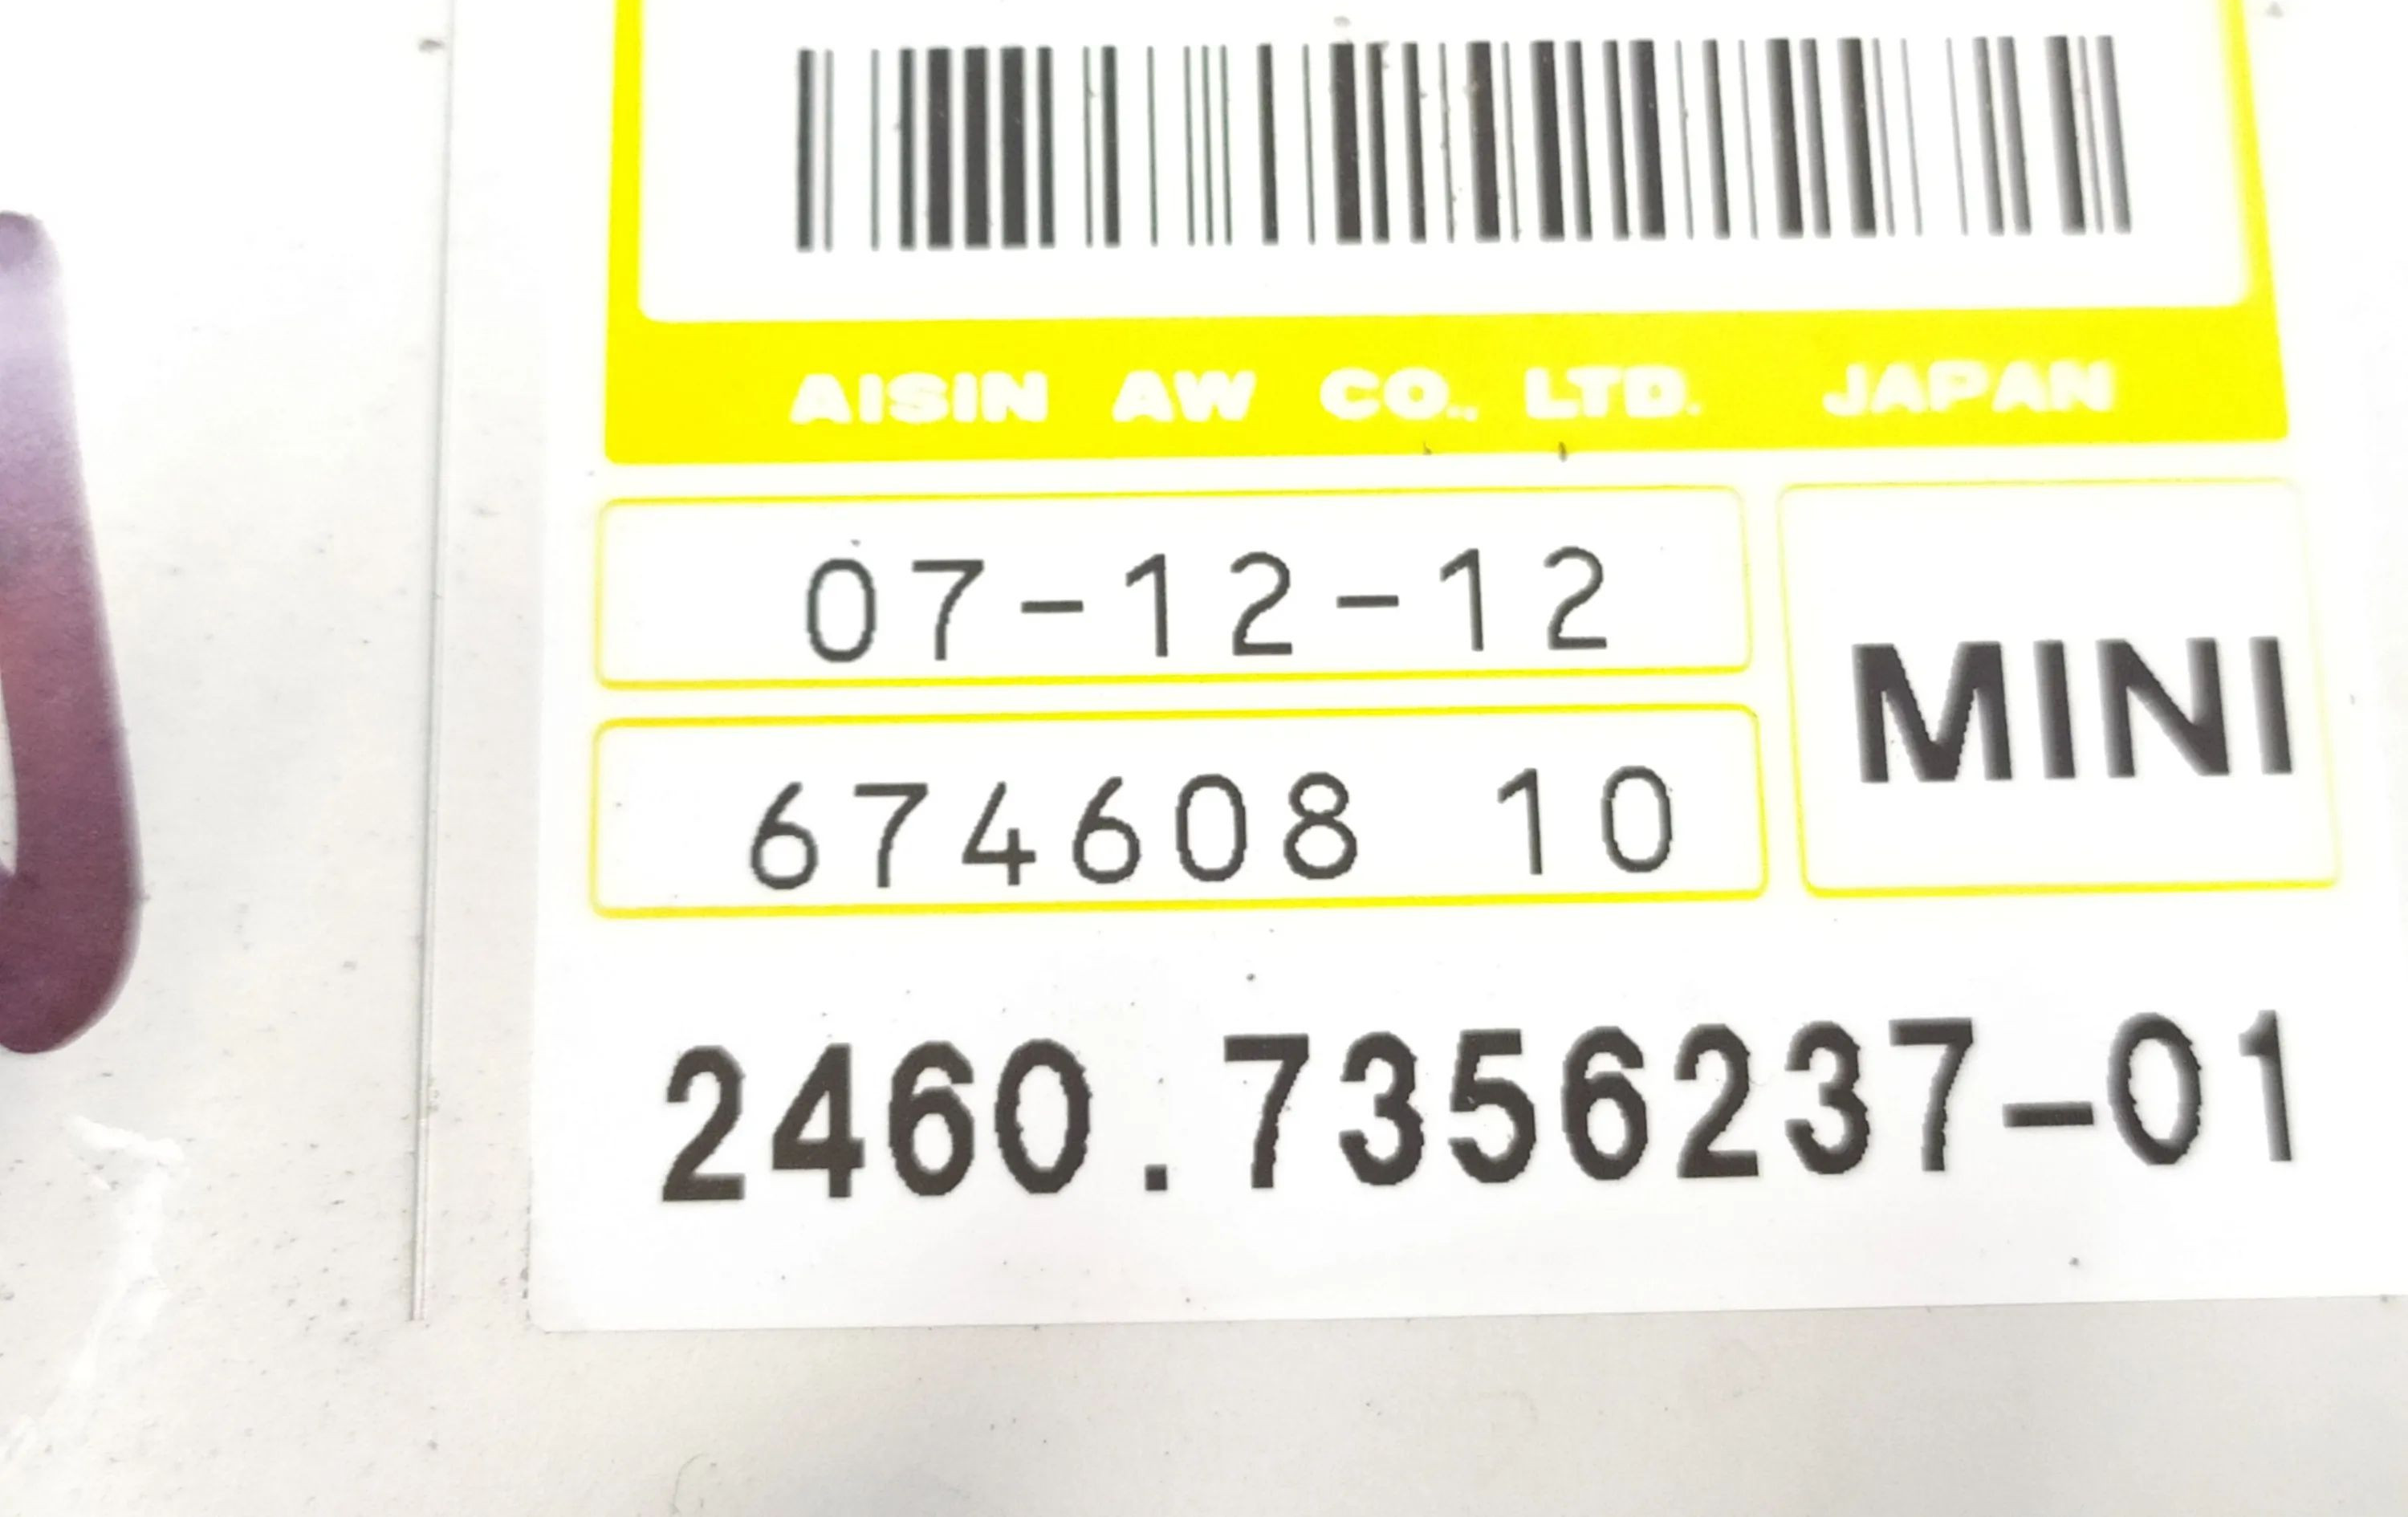 AISIN AW CO., LTD. JAPAN
07-12-12
674608 10
MINI
2460.7356237-01